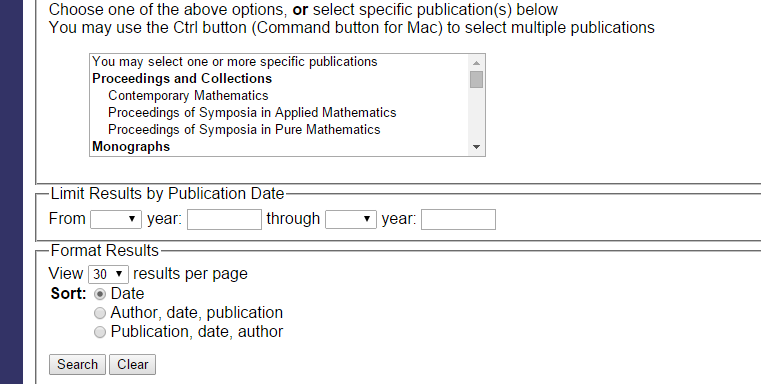 Choose one of the above options, or select specific publication(s) below
You may use the Ctrl button (Command button for Mac) to select multiple publications
You may select one or more specific publications
Proceedings and Collections
Contemporary Mathematics
Proceedings of Symposia in Applied Mathematics
Proceedings of Symposia in Pure Mathematics
Monographs
Limit Results by Publication Date
From year: through year:
Format Results
View 30 results per page
Sort: Date
Author, date, publication
Publication, date, author
Search Clear